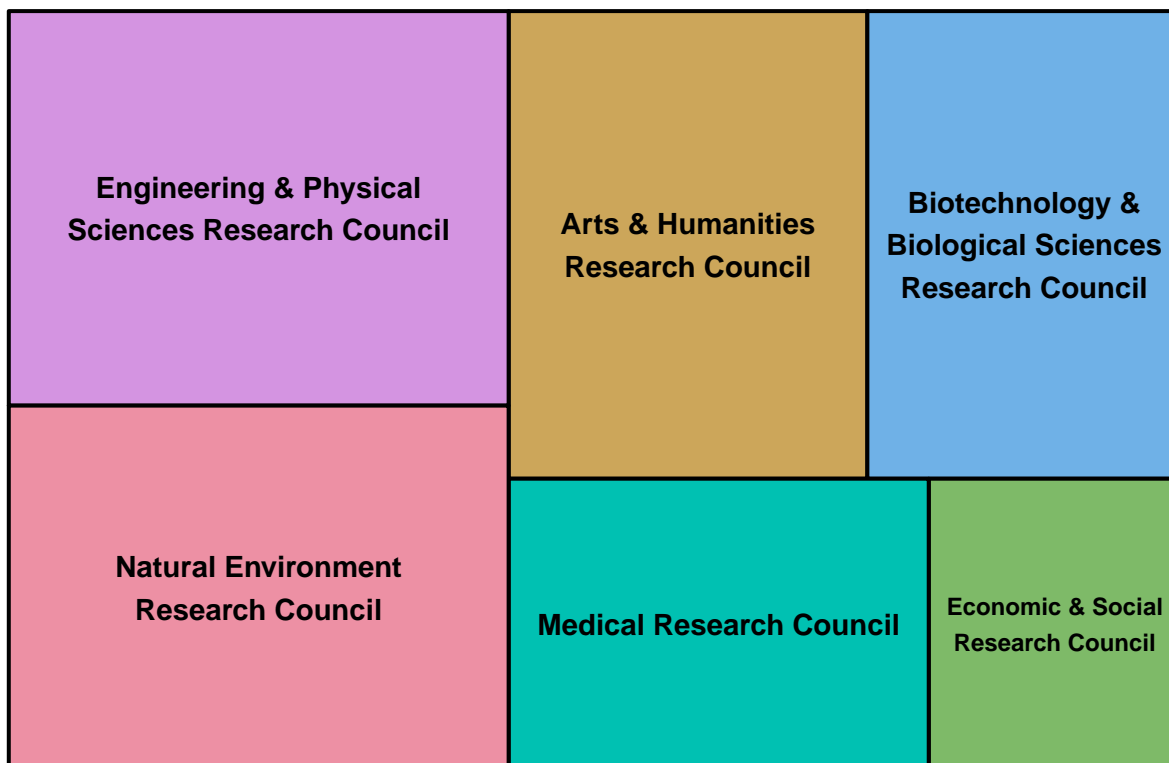 Engineering & Physical
Sciences Research Council
Arts & Humanities
Research Council
Biotechnology &
Biological Sciences
Research Council
Natural Environment
Research Council
Medical Research Council
Economic & Social
Research Council